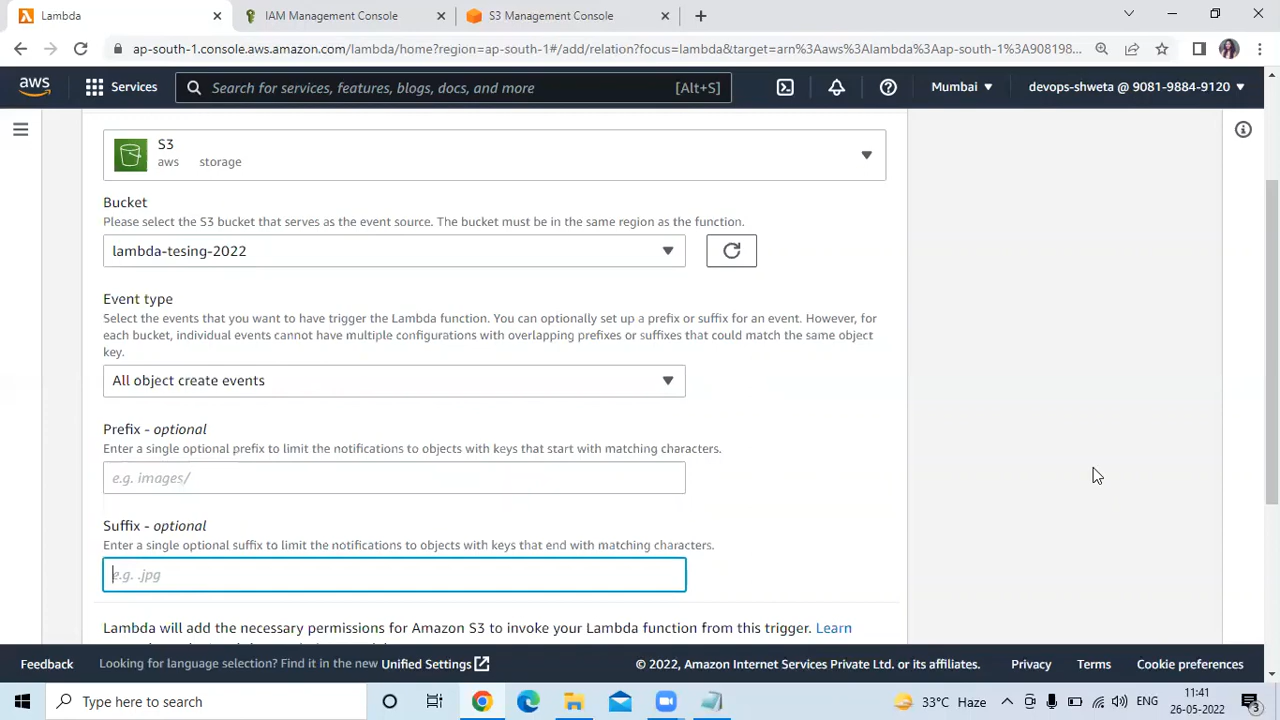 Lambda
IAM Management Console
S3 Management Console
ap-south-1.console.aws.amazon.com/lambda/home?region=ap-south-1#/add/relation?focus=lambda&target=arn%3Aaws%3Alambda%3Aap-south-1%3A908198...
aws
Services
Search for services, features, blogs, docs, and more
[Alt+S]
Mumbai
devops-shweta @ 9081-9884-9120
S3
aws storage
Bucket
Please select the S3 bucket that serves as the event source. The bucket must be in the same region as the function.
lambda-tesing-2022
Event type
Select the events that you want to have trigger the Lambda function. You can optionally set up a prefix or suffix for an event. However, for
each bucket, individual events cannot have multiple configurations with overlapping prefixes or suffixes that could match the same object
key.
All object create events
Prefix - optional
Enter a single optional prefix to limit the notifications to objects with keys that start with matching characters.
e.g. images/
Suffix - optional
Enter a single optional suffix to limit the notifications to objects with keys that end with matching characters.
e.g. .jpg
Lambda will add the necessary permissions for Amazon S3 to invoke your Lambda function from this trigger. Learn
Feedback
Looking for language selection? Find it in the new Unified Settings
© 2022, Amazon Internet Services Private Ltd. or its affiliates.
Privacy
Terms
Cookie preferences
Type here to search
33°C Haze
ENG
11:41
26-05-2022
3